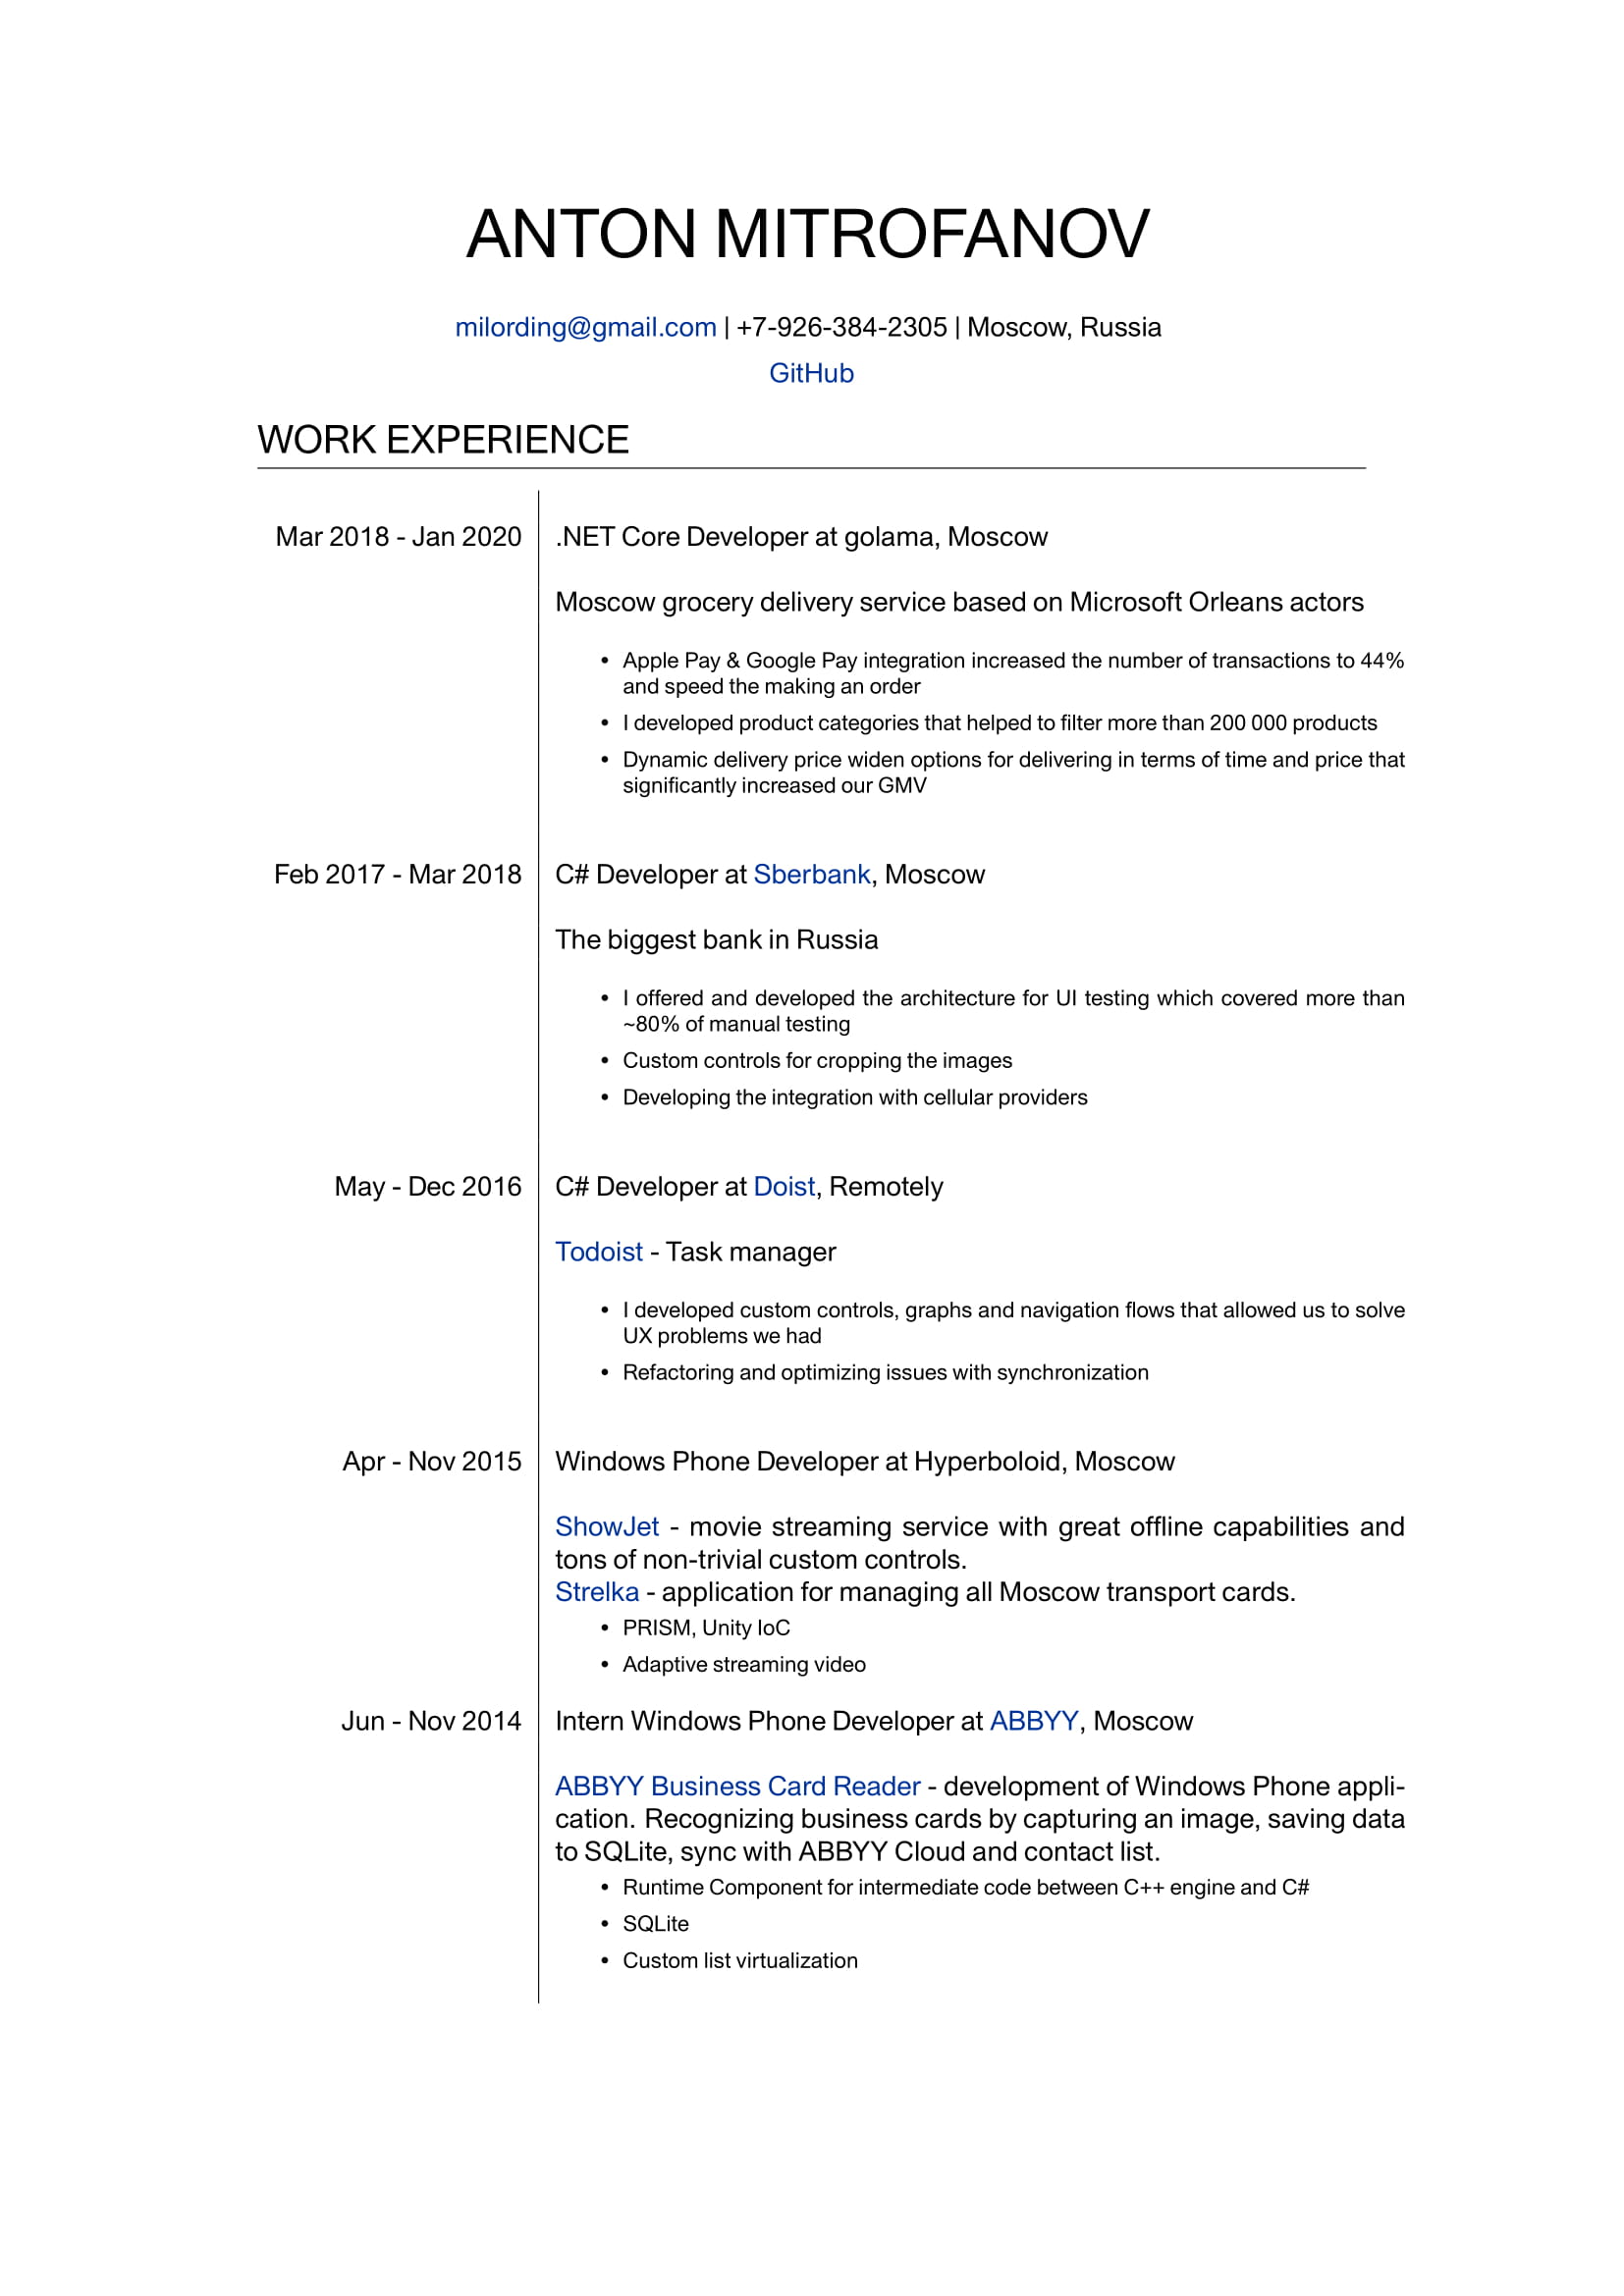 ANTON MITROFANOV
milording@gmail.com | +7-926-384-2305 | Moscow, Russia
GitHub
WORK EXPERIENCE
Mar 2018 - Jan 2020
.NET Core Developer at golama, Moscow
Moscow grocery delivery service based on Microsoft Orleans actors
• Apple Pay & Google Pay integration increased the number of transactions to 44%
and speed the making an order
• I developed product categories that helped to filter more than 200 000 products
• Dynamic delivery price widen options for delivering in terms of time and price that
significantly increased our GMV
Feb 2017 - Mar 2018
C# Developer at Sberbank, Moscow
The biggest bank in Russia
• I offered and developed the architecture for UI testing which covered more than
~80% of manual testing
• Custom controls for cropping the images
• Developing the integration with cellular providers
May - Dec 2016
C# Developer at Doist, Remotely
Todoist - Task manager
• I developed custom controls, graphs and navigation flows that allowed us to solve
UX problems we had
• Refactoring and optimizing issues with synchronization
Apr - Nov 2015
Windows Phone Developer at Hyperboloid, Moscow
ShowJet - movie streaming service with great offline capabilities and
tons of non-trivial custom controls.
Strelka - application for managing all Moscow transport cards.
• PRISM, Unity IoC
• Adaptive streaming video
Jun - Nov 2014
Intern Windows Phone Developer at ABBYY, Moscow
ABBYY Business Card Reader - development of Windows Phone appli-
cation. Recognizing business cards by capturing an image, saving data
to SQLite, sync with ABBYY Cloud and contact list.
• Runtime Component for intermediate code between C++ engine and C#
• SQLite
• Custom list virtualization